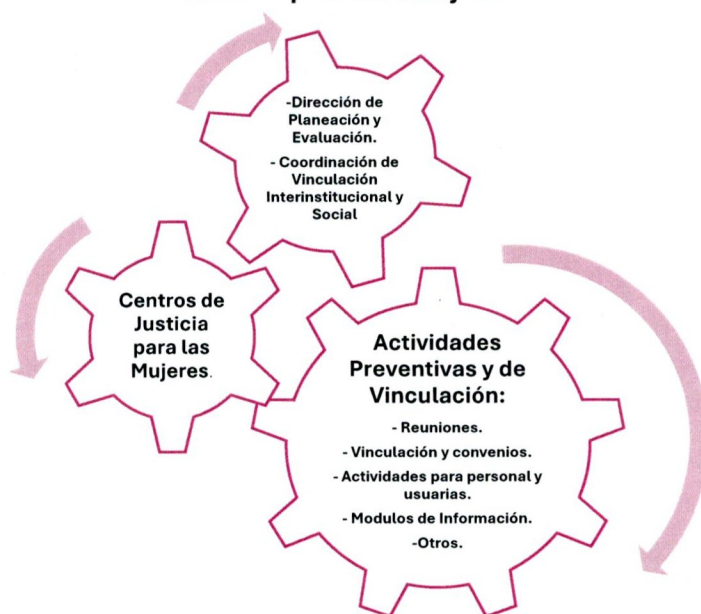 -Dirección de
Planeación y
Evaluación.
- Coordinación de
Vinculación
Interinstitucional y
Social
Centros de
Justicia
para las
Mujeres.
Actividades
Preventivas y de
Vinculación:
- Reuniones.
- Vinculación y convenios.
- Actividades para personal y
usuarias.
- Modulos de Información.
-Otros.